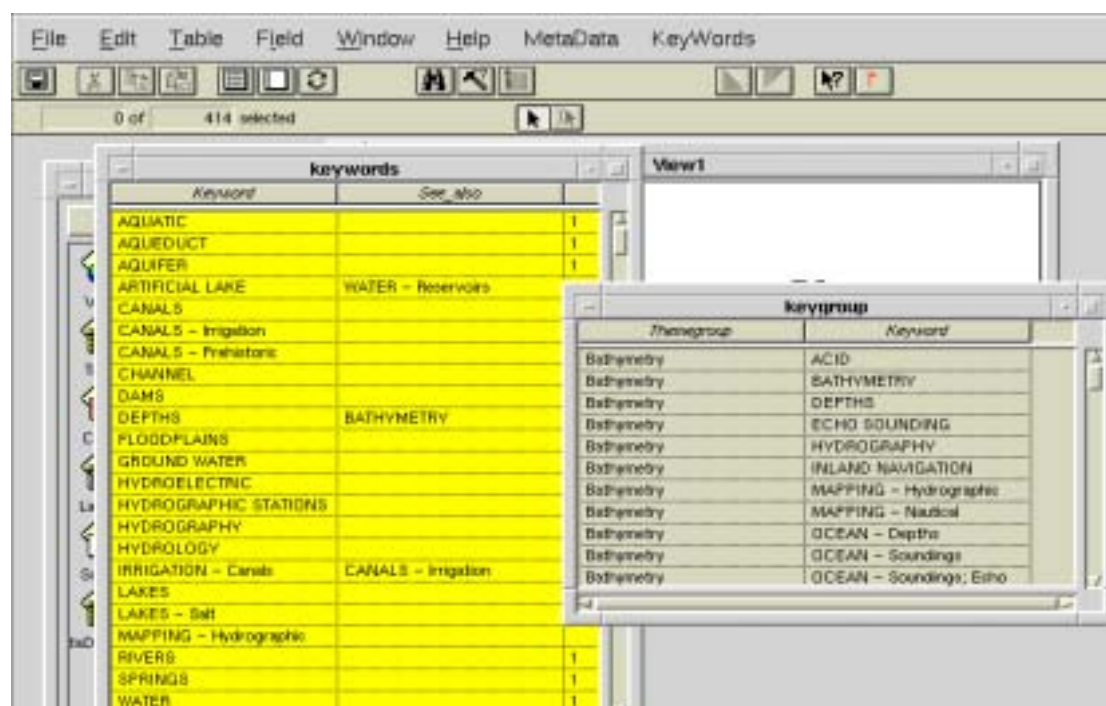 File Edit Table Field Window Help MetaData KeyWords
0 of 414 selected
keywords
Keyword See_also
AQUATIC 1
AQUEDUCT 1
AQUIFER 1
ARTIFICIAL LAKE WATER - Reservoirs
CANALS
CANALS - Irrigation
CANALS - Prehistoric
CHANNEL
DAMS
DEPTHS BATHYMETRY
FLOODPLAINS
GROUND WATER
HYDROELECTRIC
HYDROGRAPHIC STATIONS
HYDROGRAPHY
HYDROLOGY
IRRIGATION - Canals CANALS - Irrigation
LAKES
LAKES - Salt
MAPPING - Hydrographic
RIVERS 1
SPRINGS 1
WATER 1
View1
keygroup
Themegroup Keyword
Bathymetry ACID
Bathymetry BATHYMETRY
Bathymetry DEPTHS
Bathymetry ECHO SOUNDING
Bathymetry HYDROGRAPHY
Bathymetry INLAND NAVIGATION
Bathymetry MAPPING - Hydrographic
Bathymetry MAPPING - Nautical
Bathymetry OCEAN - Depths
Bathymetry OCEAN - Soundings
Bathymetry OCEAN - Soundings; Echo